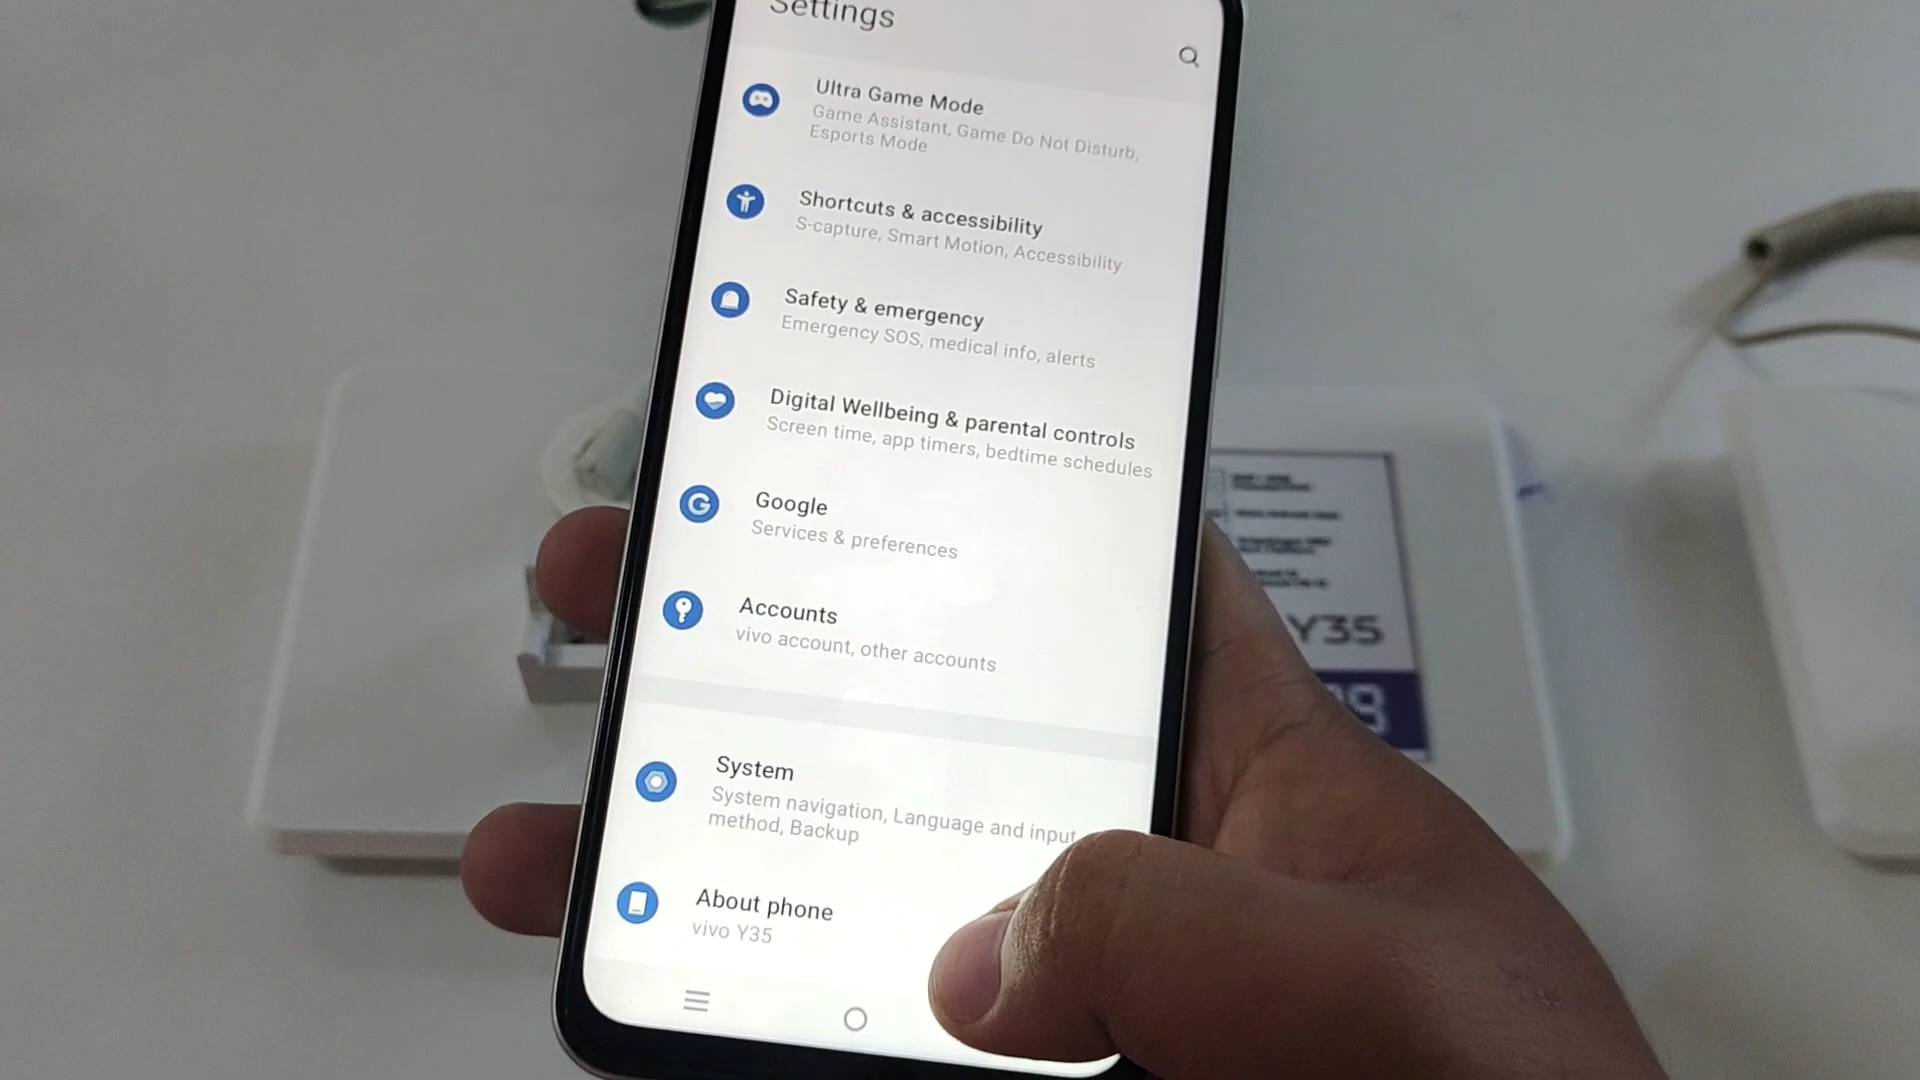 Settings
Ultra Game Mode
Game Assistant, Game Do Not Disturb,
Esports Mode
Shortcuts & accessibility
S-capture, Smart Motion, Accessibility
Safety & emergency
Emergency SOS, medical info, alerts
Digital Wellbeing & parental controls
Screen time, app timers, bedtime schedules
Google
Services & preferences
Accounts
vivo account, other accounts
System
System navigation, Language and input
method, Backup
About phone
vivo Y35
Y35